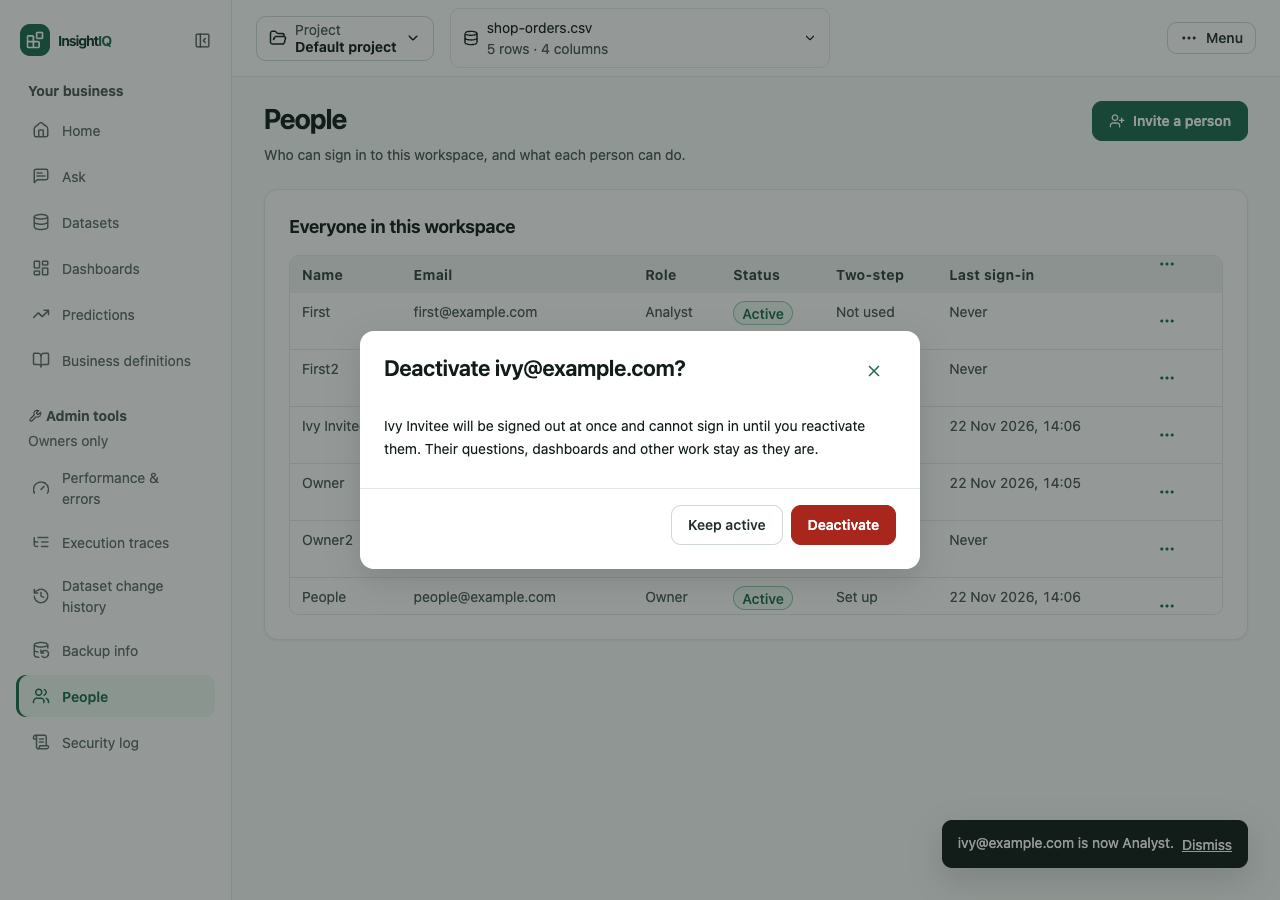 InsightIQ
Project
Default project
shop-orders.csv
5 rows · 4 columns
Menu
Your business
Home
Ask
Datasets
Dashboards
Predictions
Business definitions
Admin tools
Owners only
Performance &
errors
Execution traces
Dataset change
history
Backup info
People
Security log
People
Who can sign in to this workspace, and what each person can do.
Invite a person
Everyone in this workspace
Name Email Role Status Two-step Last sign-in
First first@example.com Analyst Active Not used Never
First2 Never
Ivy Invite 22 Nov 2026, 14:06
Owner 22 Nov 2026, 14:05
Owner2 Never
People people@example.com Owner Active Set up 22 Nov 2026, 14:06
Deactivate ivy@example.com?
Ivy Invitee will be signed out at once and cannot sign in until you reactivate
them. Their questions, dashboards and other work stay as they are.
Keep active
Deactivate
ivy@example.com is now Analyst. Dismiss